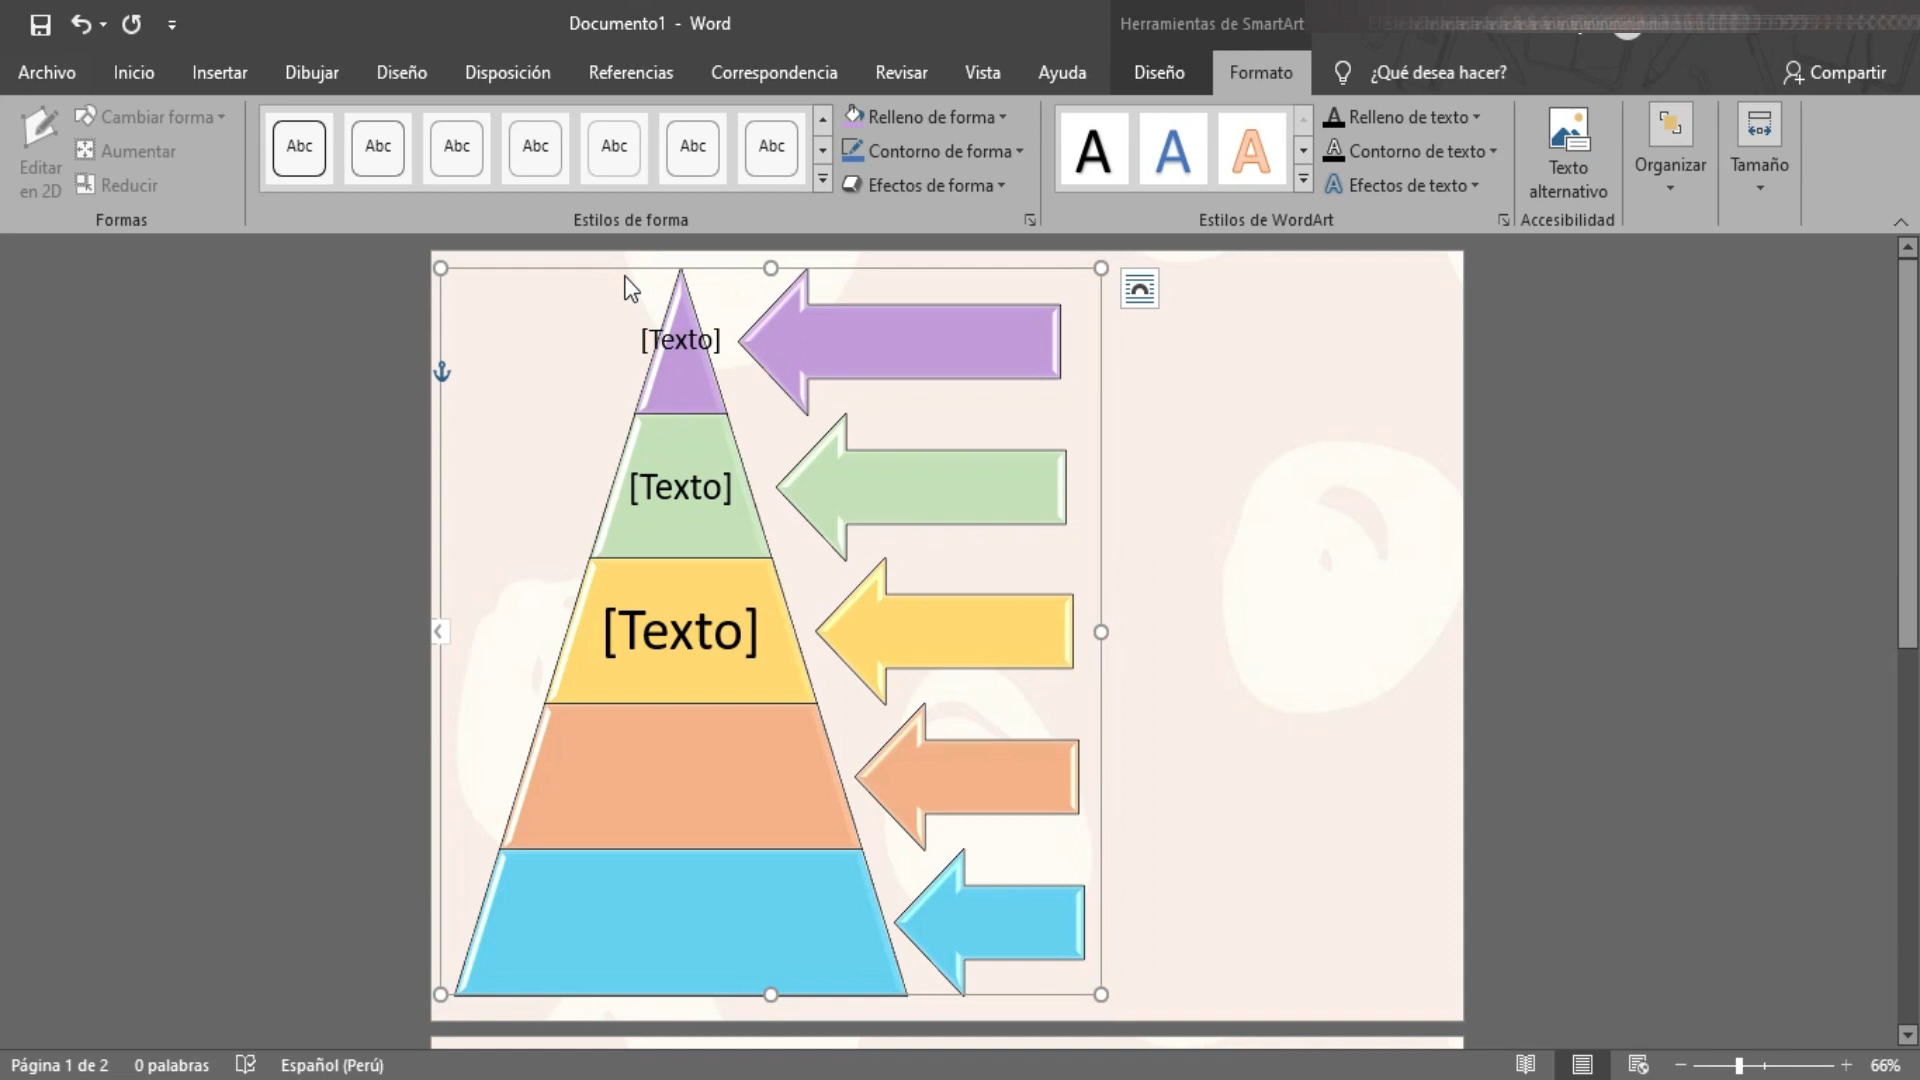 Documento1 - Word
Herramientas de SmartArt
Archivo Inicio Insertar Dibujar Diseño Disposición Referencias Correspondencia Revisar Vista Ayuda Diseño Formato ¿Qué desea hacer? Compartir
Editar en 2D
Cambiar forma
Aumentar
Reducir
Formas
Abc Abc Abc Abc Abc Abc Abc
Relleno de forma
Contorno de forma
Efectos de forma
Estilos de forma
A A A
Relleno de texto
Contorno de texto
Efectos de texto
Estilos de WordArt
Texto
alternativo
Accesibilidad
Organizar
Tamaño
[Texto]
[Texto]
[Texto]
Página 1 de 2 0 palabras Español (Perú) 66%